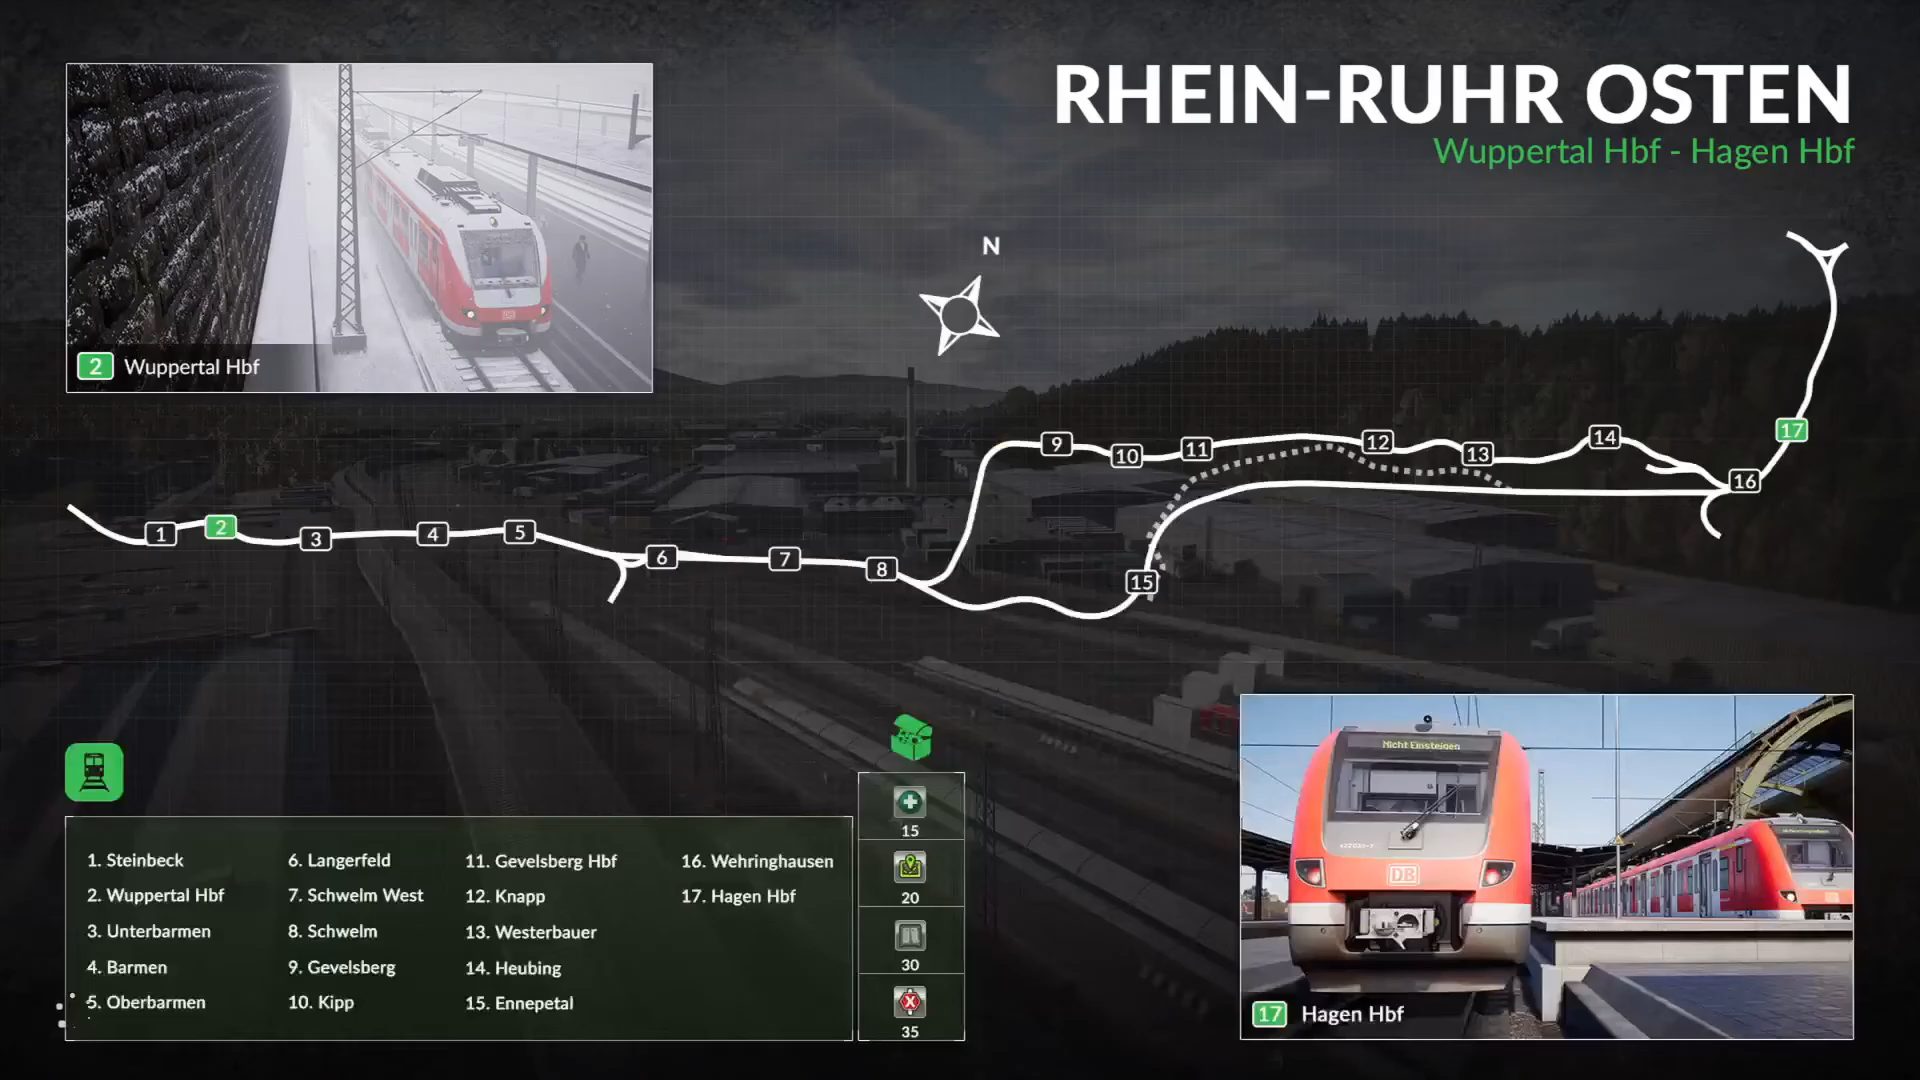 RHEIN-RUHR OSTEN
Wuppertal Hbf - Hagen Hbf
2 Wuppertal Hbf
N
1
2
3
4
5
6
7
8
9
10
11
12
13
14
15
16
17
1. Steinbeck
2. Wuppertal Hbf
3. Unterbarmen
4. Barmen
5. Oberbarmen
6. Langerfeld
7. Schwelm West
8. Schwelm
9. Gevelsberg
10. Kipp
11. Gevelsberg Hbf
12. Knapp
13. Westerbauer
14. Heubing
15. Ennepetal
16. Wehringhausen
17. Hagen Hbf
15
20
30
35
Nicht Einsteigen
DB
17 Hagen Hbf